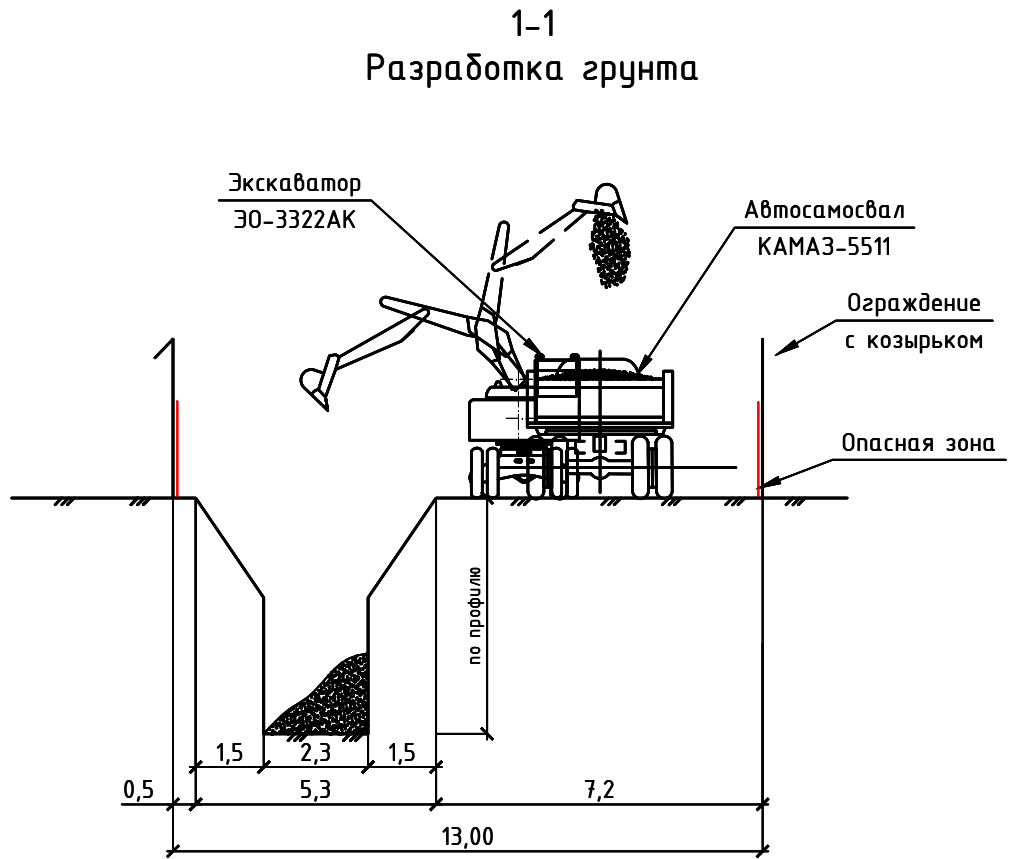 1-1
Разработка грунта
Экскаватор
ЭО-3322АК
Автосамосвал
КАМАЗ-5511
Ограждение
с козырьком
Опасная зона
по профилю
1,5
2,3
1,5
0,5
5,3
7,2
13,00